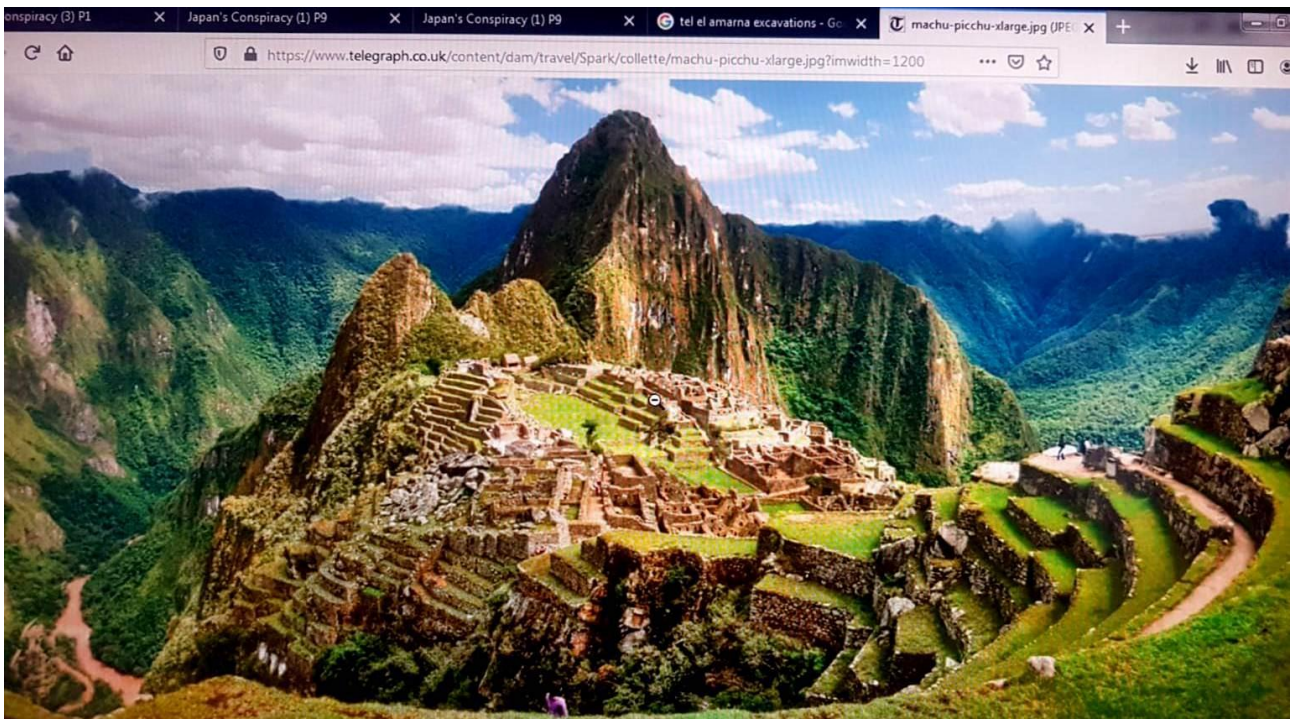 onspiracy (3) P1
Japan's Conspiracy (1) P9
Japan's Conspiracy (1) P9
tel el amarna excavations - Go
machu-picchu-xlarge.jpg (JPE
https://www.telegraph.co.uk/content/dam/travel/Spark/collette/machu-picchu-xlarge.jpg?imwidth=1200